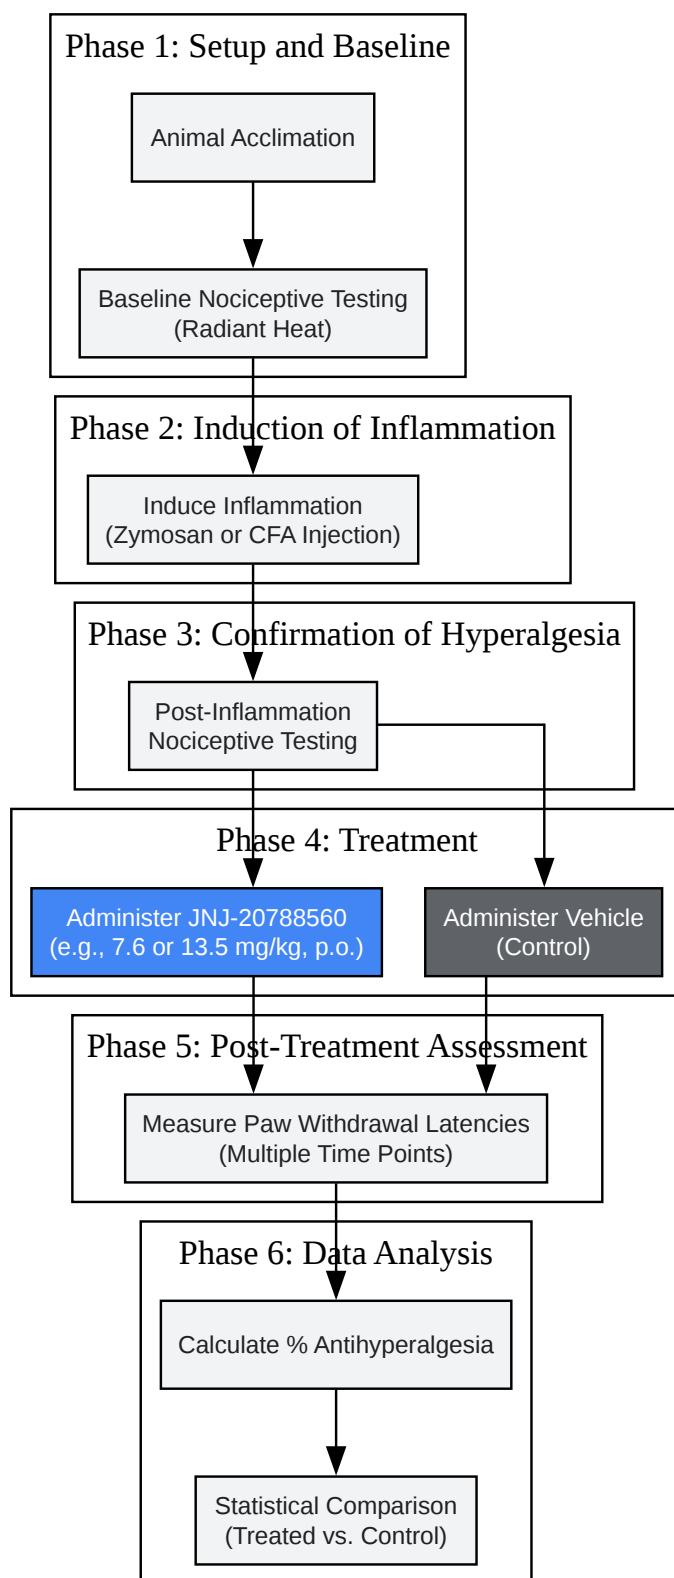 Phase 1: Setup and Baseline
Animal Acclimation
Baseline Nociceptive Testing
(Radiant Heat)
Phase 2: Induction of Inflammation
Induce Inflammation
(Zymosan or CFA Injection)
Phase 3: Confirmation of Hyperalgesia
Post-Inflammation
Nociceptive Testing
Phase 4: Treatment
Administer JNJ-20788560
(e.g., 7.6 or 13.5 mg/kg, p.o.)
Administer Vehicle
(Control)
Phase 5: Post-Treatment Assessment
Measure Paw Withdrawal Latencies
(Multiple Time Points)
Phase 6: Data Analysis
Calculate % Antihyperalgesia
Statistical Comparison
(Treated vs. Control)